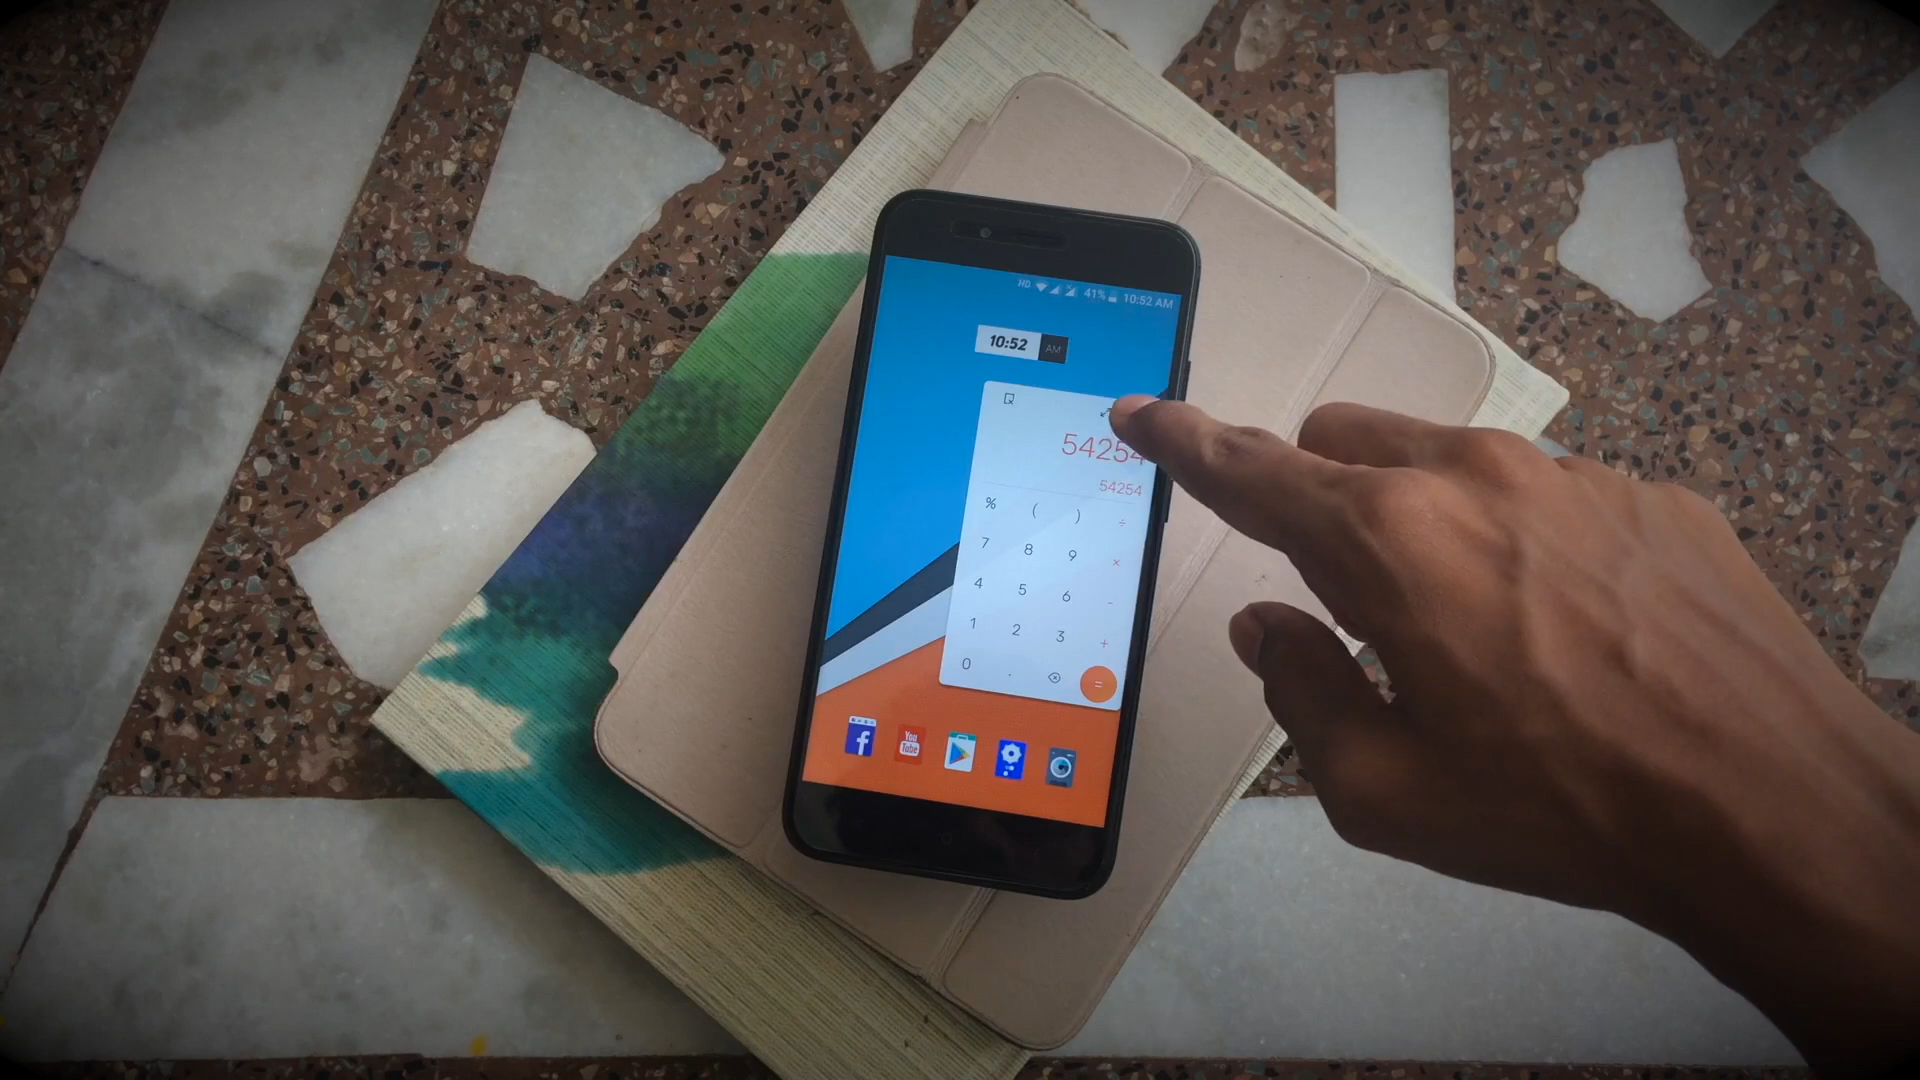 HD 41% 10:52 AM
10:52 AM
54254
54254
% ( ) ÷
7 8 9 ×
4 5 6 -
1 2 3 +
0 . =
f You Tube